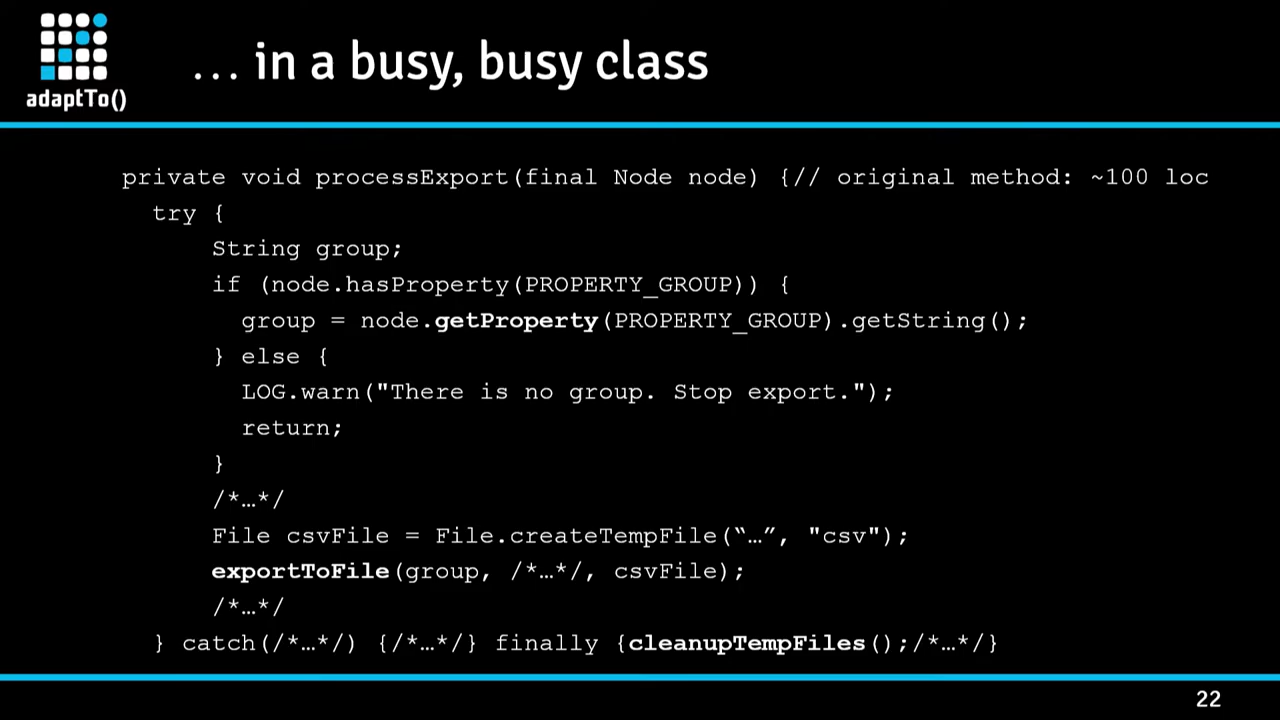 adaptTo()
... in a busy, busy class
private void processExport(final Node node) {// original method: ~100 loc
try {
String group;
if (node.hasProperty(PROPERTY_GROUP)) {
group = node.getProperty(PROPERTY_GROUP).getString();
} else {
LOG.warn("There is no group. Stop export.");
return;
}
/*…*/
File csvFile = File.createTempFile(“…”, "csv");
exportToFile(group, /*…*/, csvFile);
/*…*/
} catch(/*…*/) {/*…*/} finally {cleanupTempFiles();/*…*/}
22